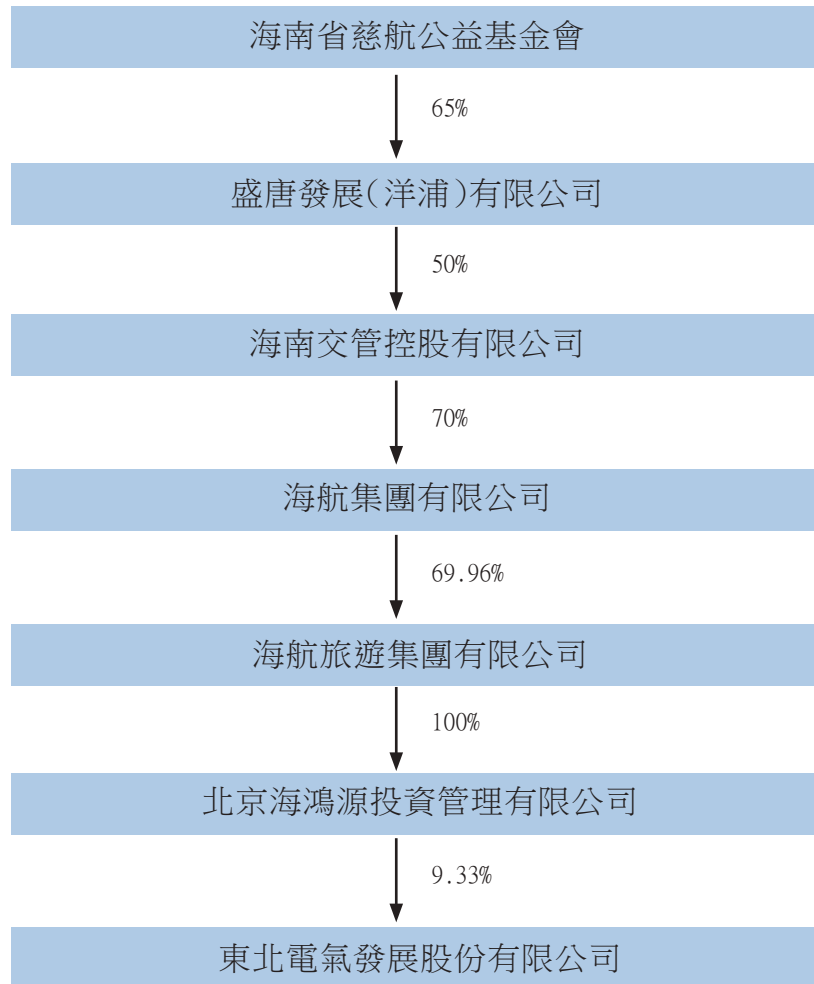 海南省慈航公益基金會
65%
盛唐發展(洋浦)有限公司
50%
海南交管控股有限公司
70%
海航集團有限公司
69.96%
海航旅遊集團有限公司
100%
北京海鴻源投資管理有限公司
9.33%
東北電氣發展股份有限公司